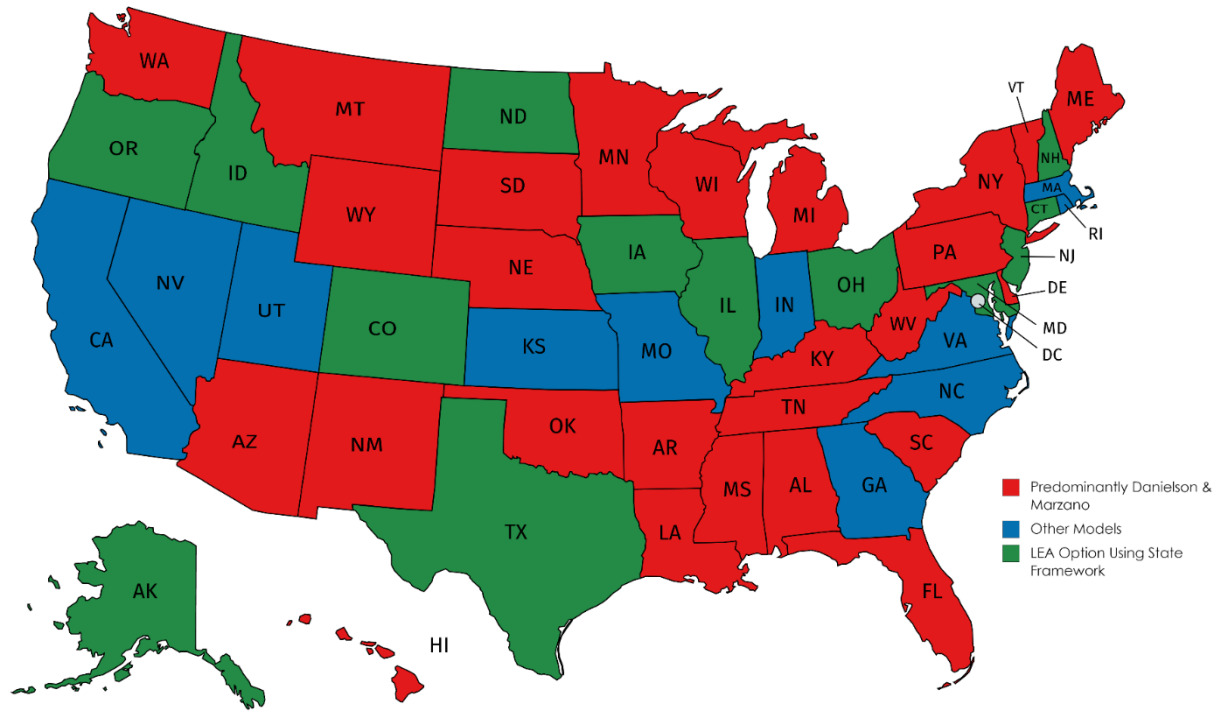 WA
MT
ND
MN
VT
ME
OR
ID
SD
WI
NY
NH
MA
WY
MI
CT
RI
IA
PA
NJ
NE
NV
IL
IN
OH
DE
UT
CO
WV
MD
CA
KS
MO
KY
VA
DC
NC
TN
AZ
NM
OK
AR
SC
MS
AL
GA
Predominantly Danielson &
Marzano
TX
LA
Other Models
LEA Option Using State
Framework
AK
FL
HI